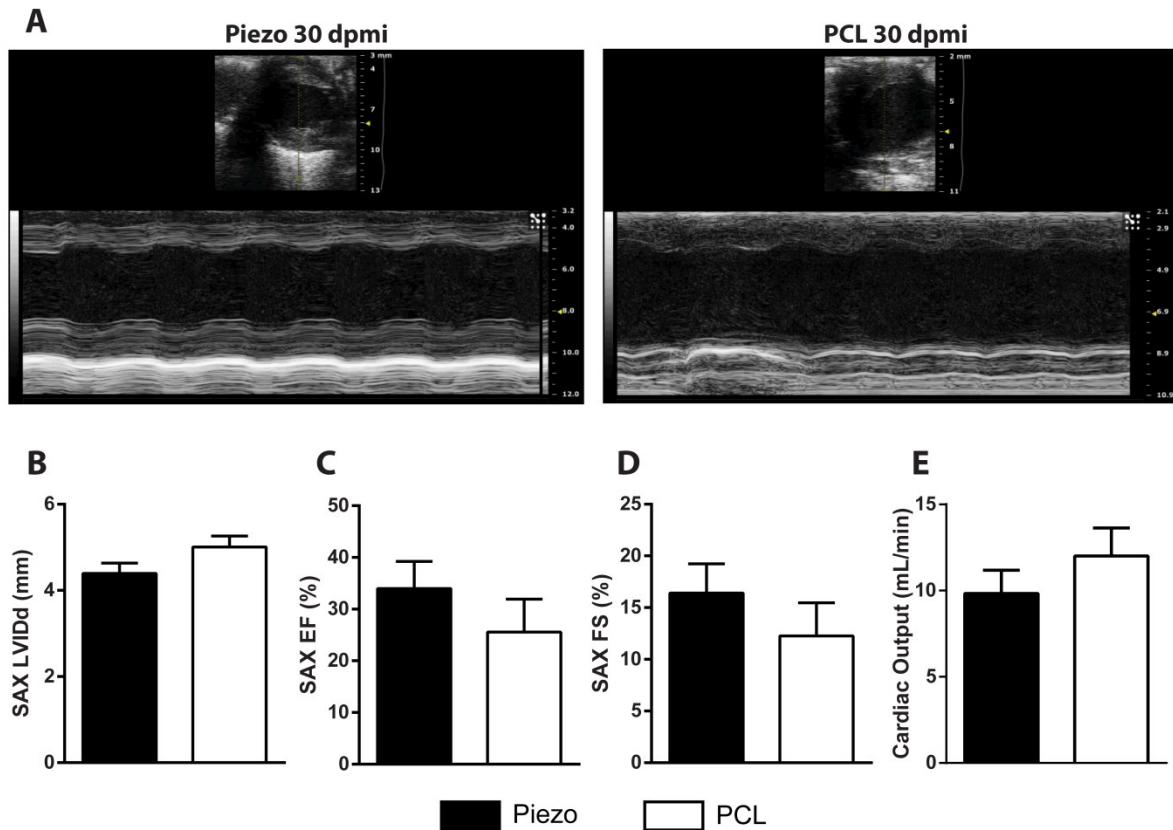 A
Piezo 30 dpmi
PCL 30 dpmi
3 mm
4
7
10
13
2 mm
5
8
11
3.2
4.0
6.0
8.0
10.0
12.0
2.1
2.9
4.9
6.9
8.9
10.9
B
SAX LVIDd (mm)
6
4
2
0
C
SAX EF (%)
50
40
30
20
10
0
D
SAX FS (%)
25
20
15
10
5
0
E
Cardiac Output (mL/min)
15
10
5
0
Piezo
PCL